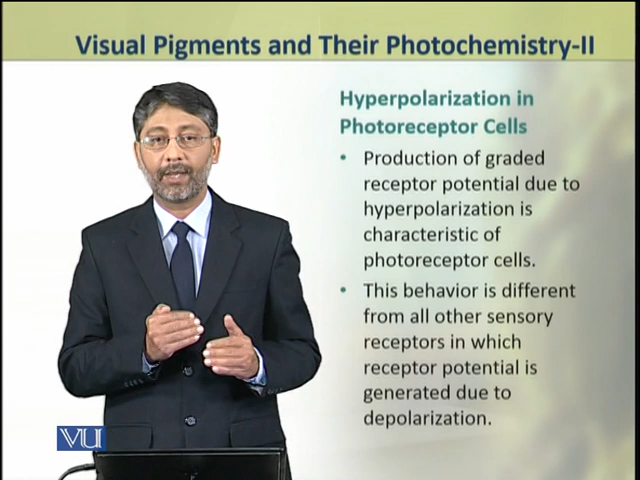 Visual Pigments and Their Photochemistry-II
Hyperpolarization in
Photoreceptor Cells
• Production of graded
receptor potential due to
hyperpolarization is
characteristic of
photoreceptor cells.
• This behavior is different
from all other sensory
receptors in which
receptor potential is
generated due to
depolarization.
VU